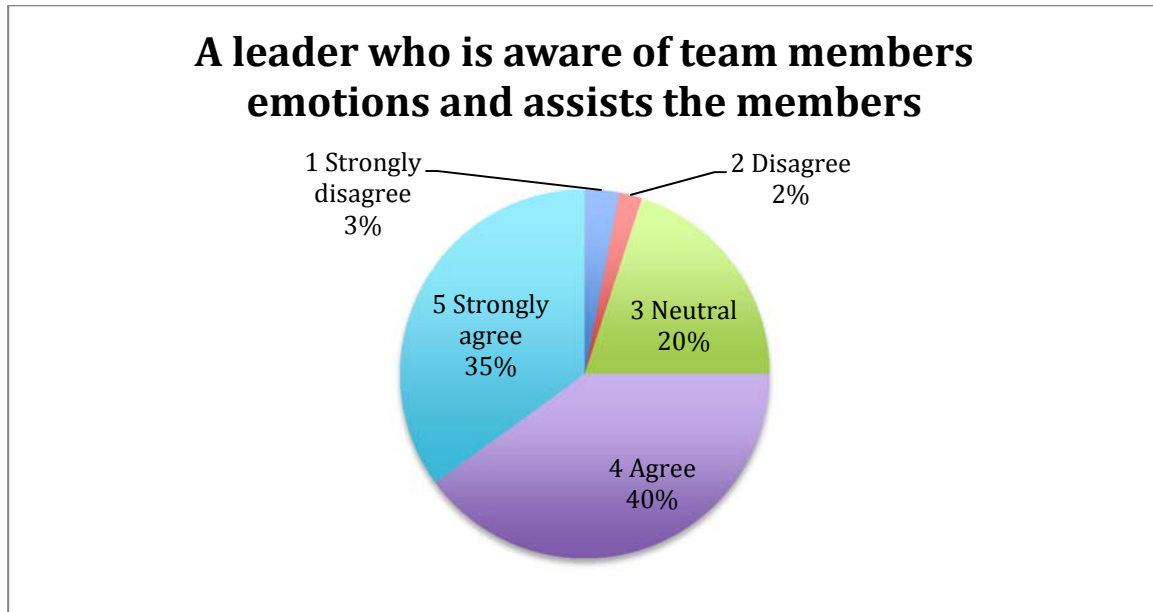 A leader who is aware of team members
emotions and assists the members
1 Strongly
disagree
3%
2 Disagree
2%
3 Neutral
20%
4 Agree
40%
5 Strongly
agree
35%